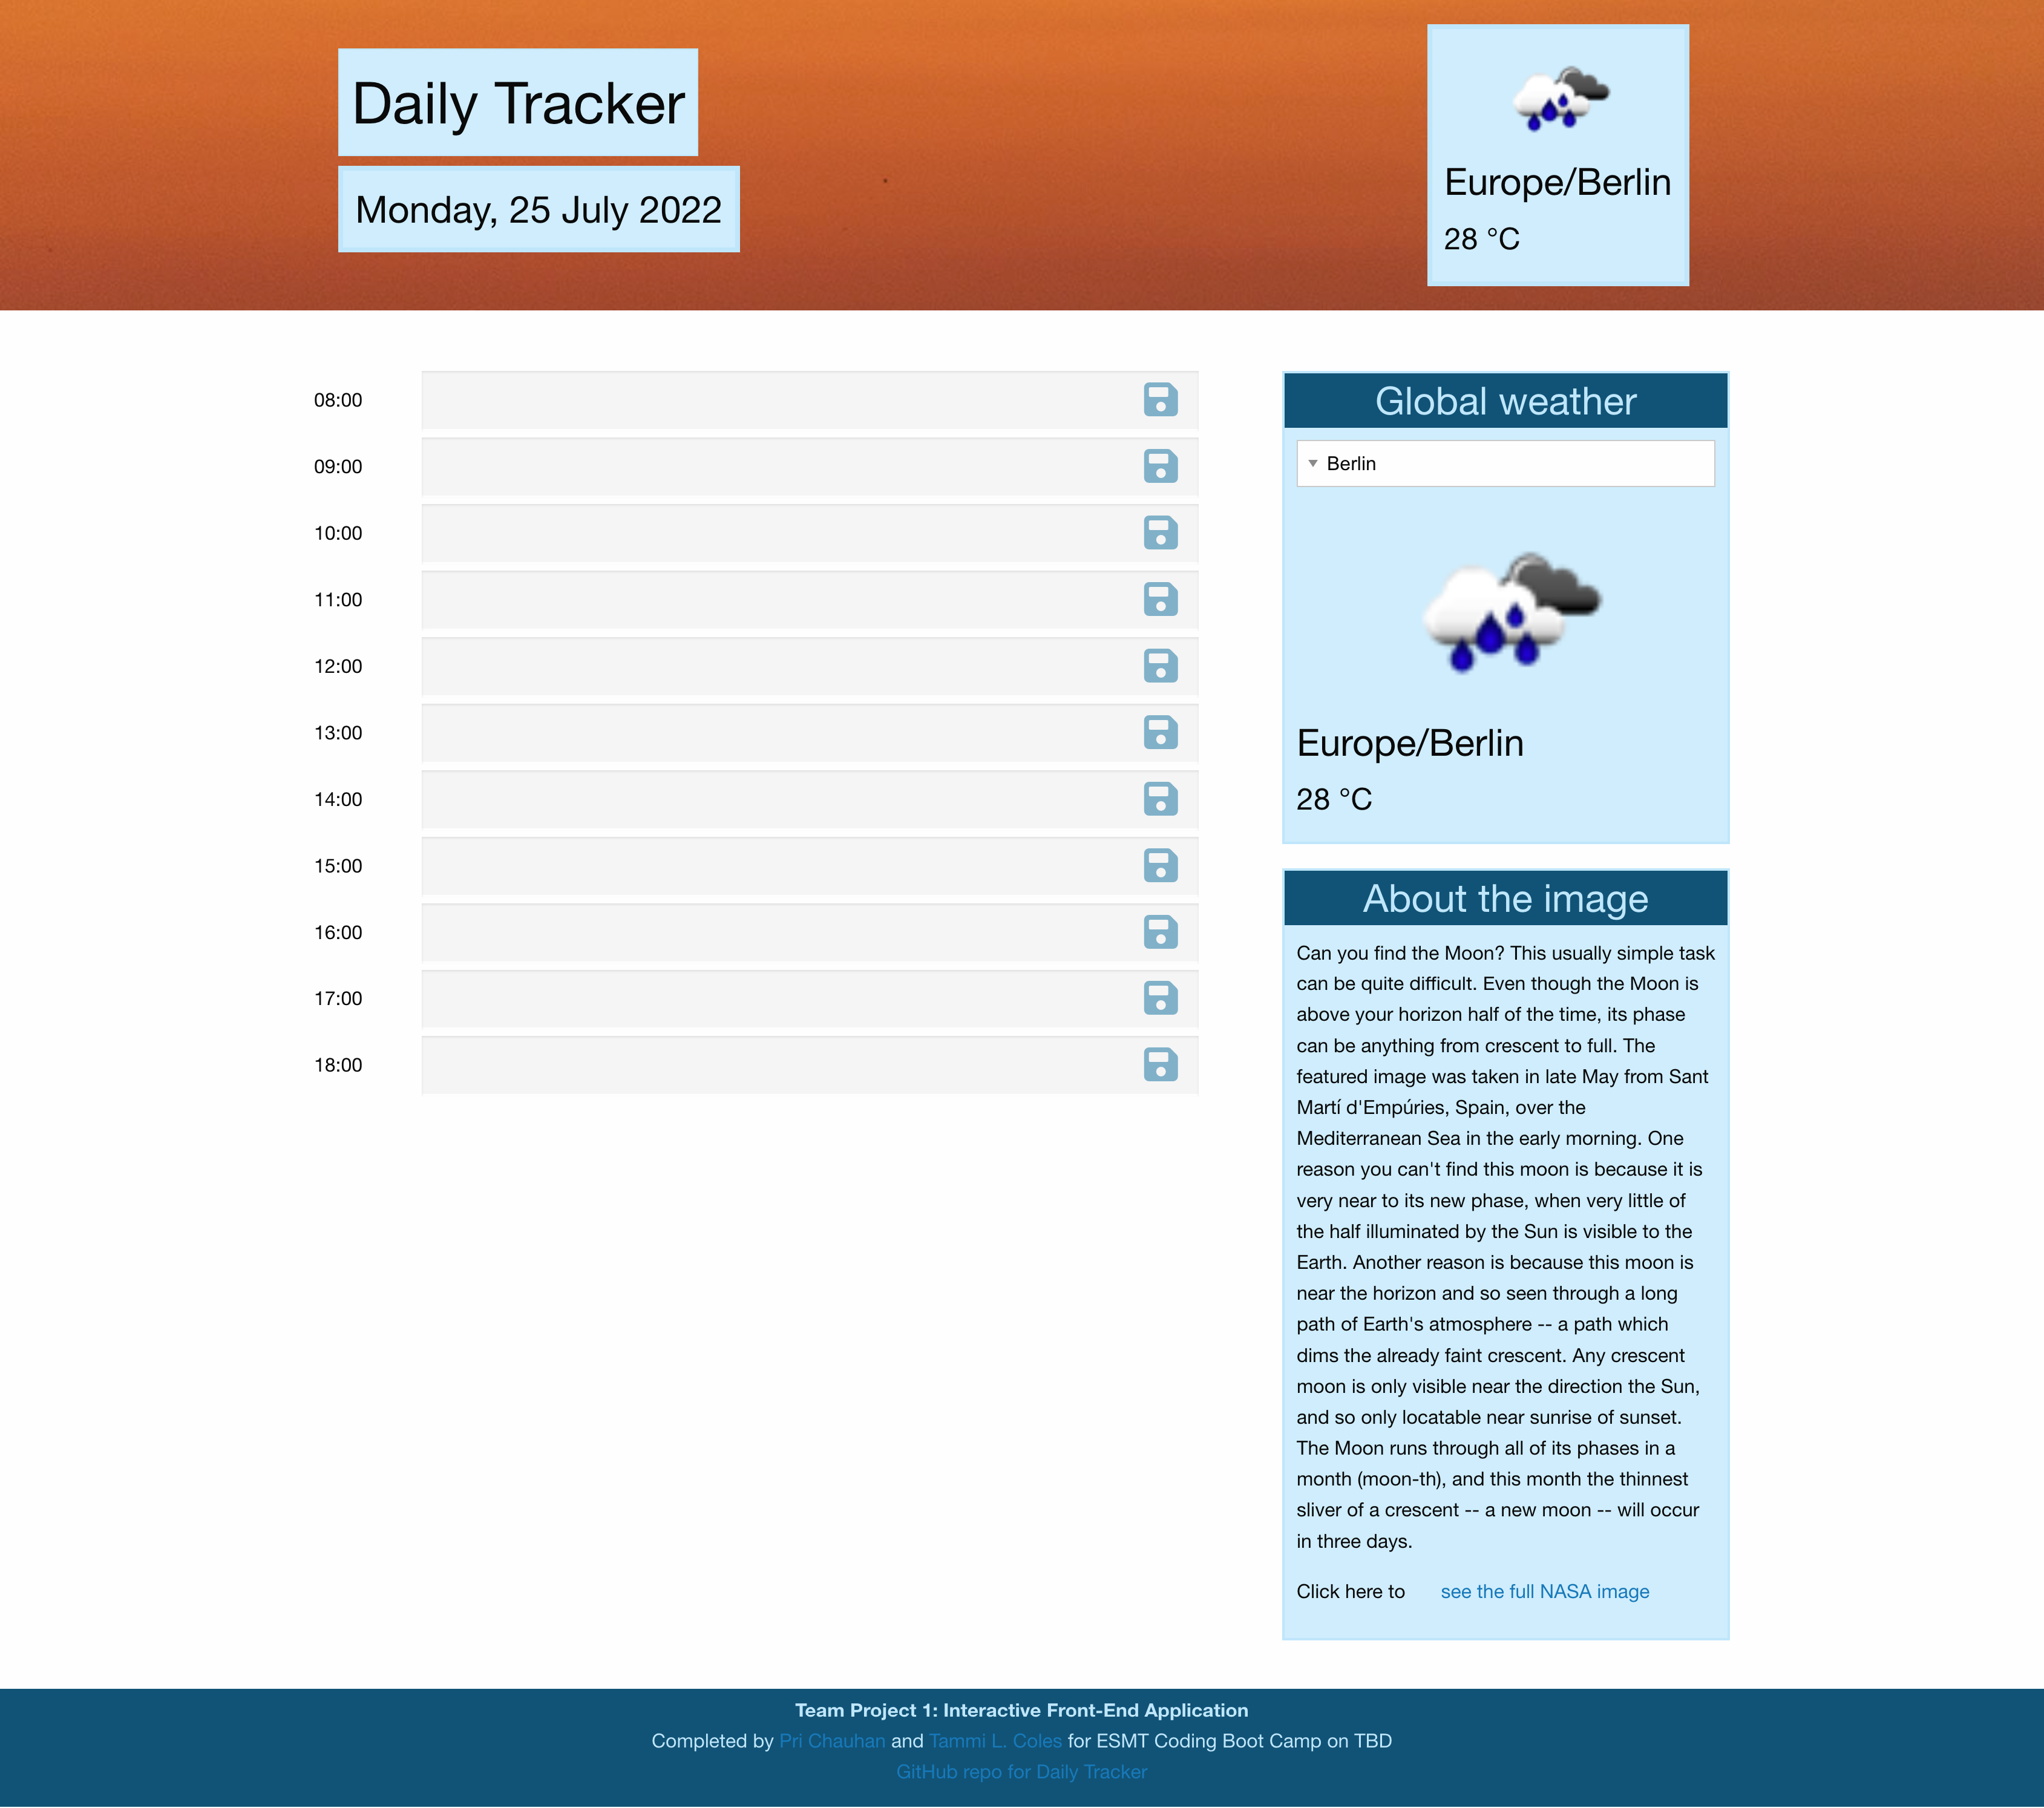 Daily Tracker
Monday, 25 July 2022
Europe/Berlin
28 °C
08:00
09:00
10:00
11:00
12:00
13:00
14:00
15:00
16:00
17:00
18:00
Global weather
Berlin
Europe/Berlin
28 °C
About the image
Can you find the Moon? This usually simple task
can be quite difficult. Even though the Moon is
above your horizon half of the time, its phase
can be anything from crescent to full. The
featured image was taken in late May from Sant
Martí d'Empúries, Spain, over the
Mediterranean Sea in the early morning. One
reason you can't find this moon is because it is
very near to its new phase, when very little of
the half illuminated by the Sun is visible to the
Earth. Another reason is because this moon is
near the horizon and so seen through a long
path of Earth's atmosphere -- a path which
dims the already faint crescent. Any crescent
moon is only visible near the direction the Sun,
and so only locatable near sunrise of sunset.
The Moon runs through all of its phases in a
month (moon-th), and this month the thinnest
sliver of a crescent -- a new moon -- will occur
in three days.
Click here to see the full NASA image
Team Project 1: Interactive Front-End Application
Completed by Pri Chauhan and Tammi L. Coles for ESMT Coding Boot Camp on TBD
GitHub repo for Daily Tracker